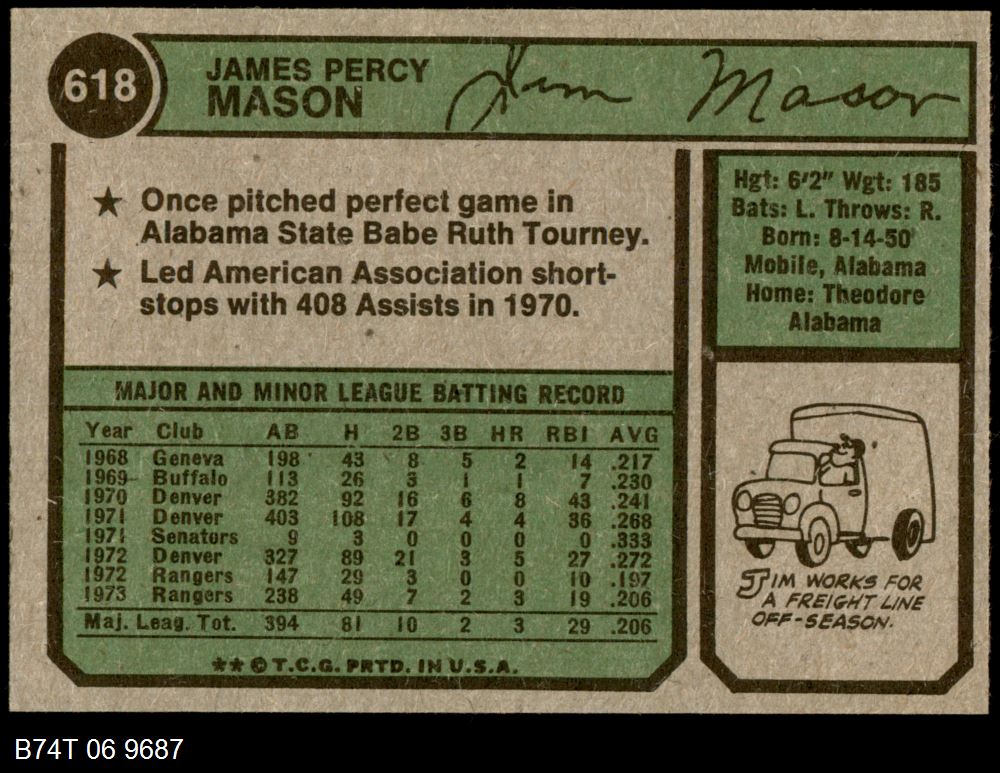 618
JAMES PERCY
MASON
Jim Mason
★ Once pitched perfect game in
Alabama State Babe Ruth Tourney.
★ Led American Association short-
stops with 408 Assists in 1970.
Hgt: 6'2" Wgt: 185
Bats: L. Throws: R.
Born: 8-14-50
Mobile, Alabama
Home: Theodore
Alabama
MAJOR AND MINOR LEAGUE BATTING RECORD
Year Club AB H 2B 3B HR RBI AVG
1968 Geneva 198 43 8 5 2 14 .217
1969 Buffalo 113 26 3 1 1 7 .230
1970 Denver 382 92 16 6 8 43 .241
1971 Denver 403 108 17 4 4 36 .268
1971 Senators 9 3 0 0 0 0 .333
1972 Denver 327 89 21 3 5 27 .272
1972 Rangers 147 29 3 0 0 10 .197
1973 Rangers 238 49 7 2 3 19 .206
Maj. Leag. Tot. 394 81 10 2 3 29 .206
★★ © T.C.G. PRTD. IN U.S.A.
JIM WORKS FOR
A FREIGHT LINE
OFF-SEASON.
B74T 06 9687